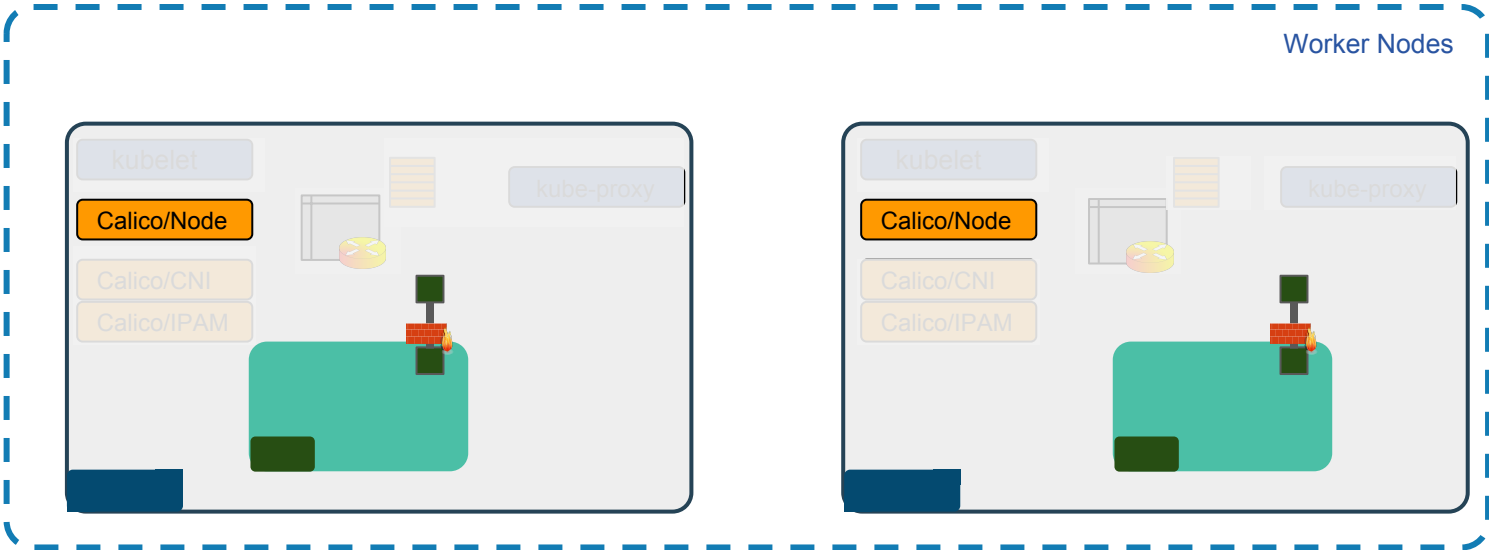 Worker Nodes
kubelet
kube-proxy
Calico/Node
Calico/CNI
Calico/IPAM
kubelet
kube-proxy
Calico/Node
Calico/CNI
Calico/IPAM